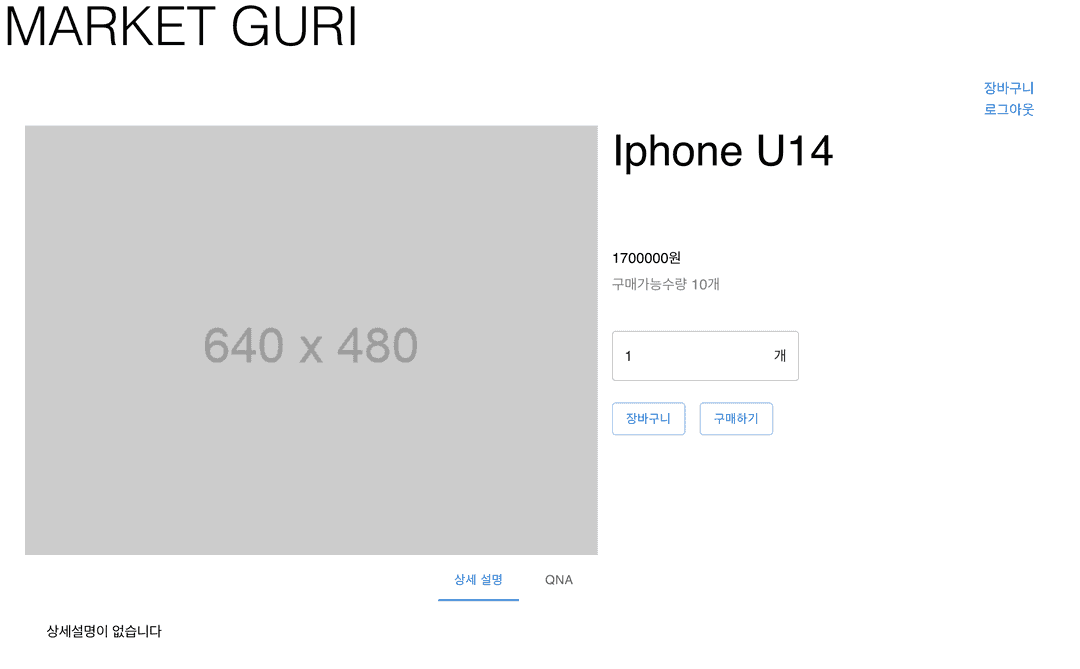 MARKET GURI
장바구니
로그아웃
640 x 480
Iphone U14
1700000원
구매가능수량 10개
1 개
장바구니 구매하기
상세 설명 QNA
상세설명이 없습니다